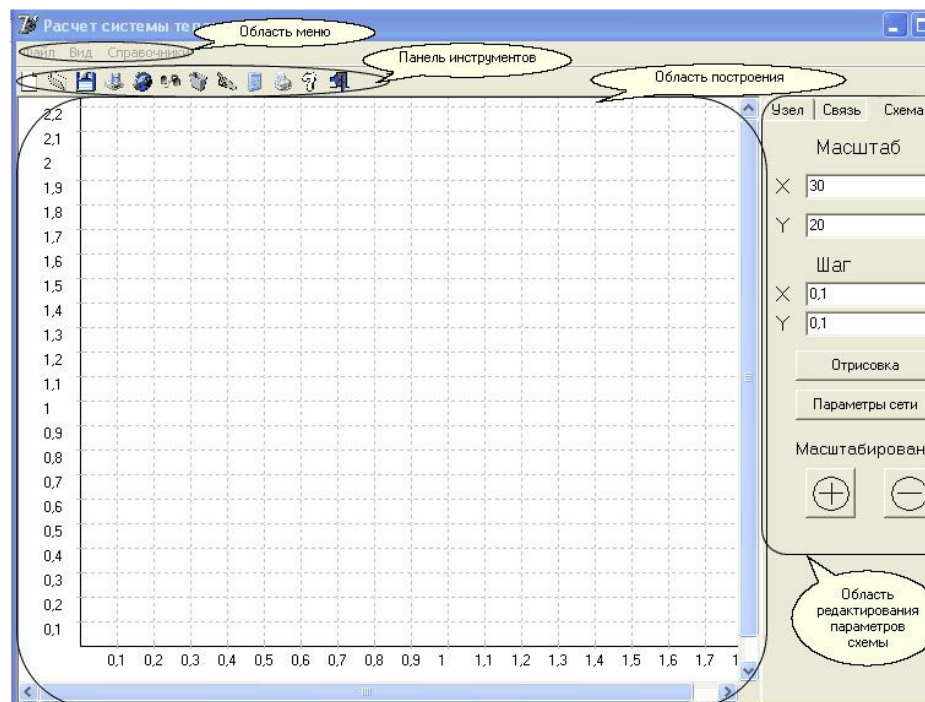 Расчет системы
Область меню
Файл Вид Справочники
Панель инструментов
Область построения
2,2
2,1
2
1,9
1,8
1,7
1,6
1,5
1,4
1,3
1,2
1,1
1
0,9
0,8
0,7
0,6
0,5
0,4
0,3
0,2
0,1
0,1 0,2 0,3 0,4 0,5 0,6 0,7 0,8 0,9 1 1,1 1,2 1,3 1,4 1,5 1,6 1,7 1
Узел Связь Схема
Масштаб
X 30
Y 20
Шаг
X 0,1
Y 0,1
Отрисовка
Параметры сети
Масштабирован
Область
редактирования
параметров
схемы